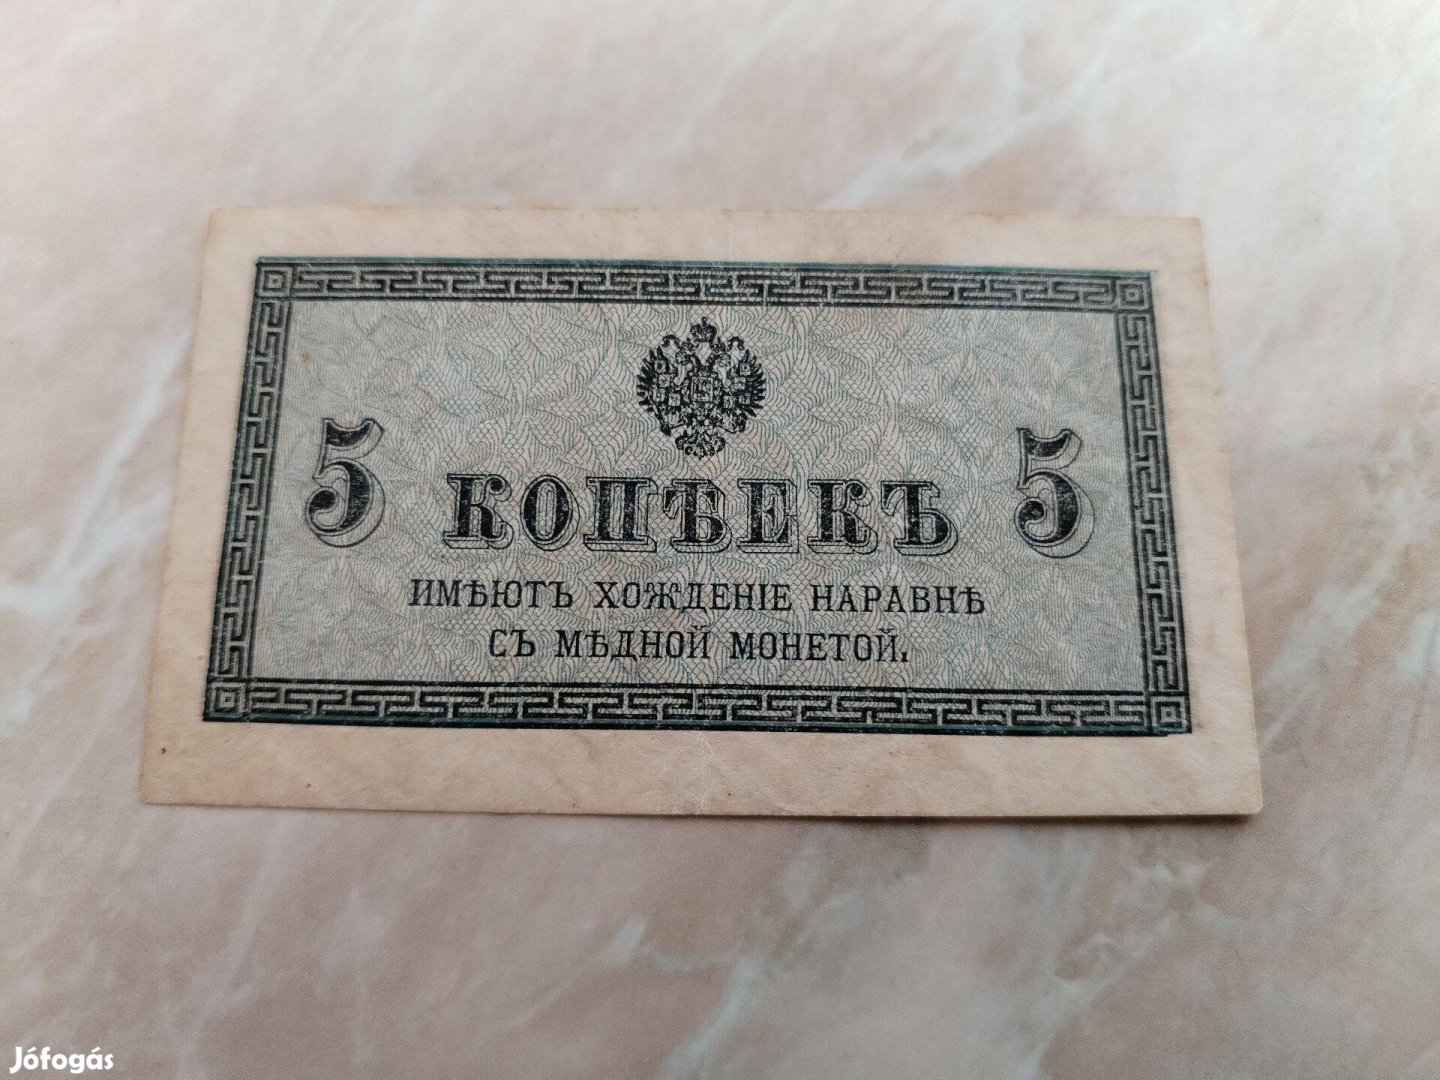 5 КОПѢЕКЪ 5
ИМѢЮТЪ ХОЖДЕНІЕ НАРАВНѢ
СЪ МѢДНОЙ МОНЕТОЙ.
Jófogás